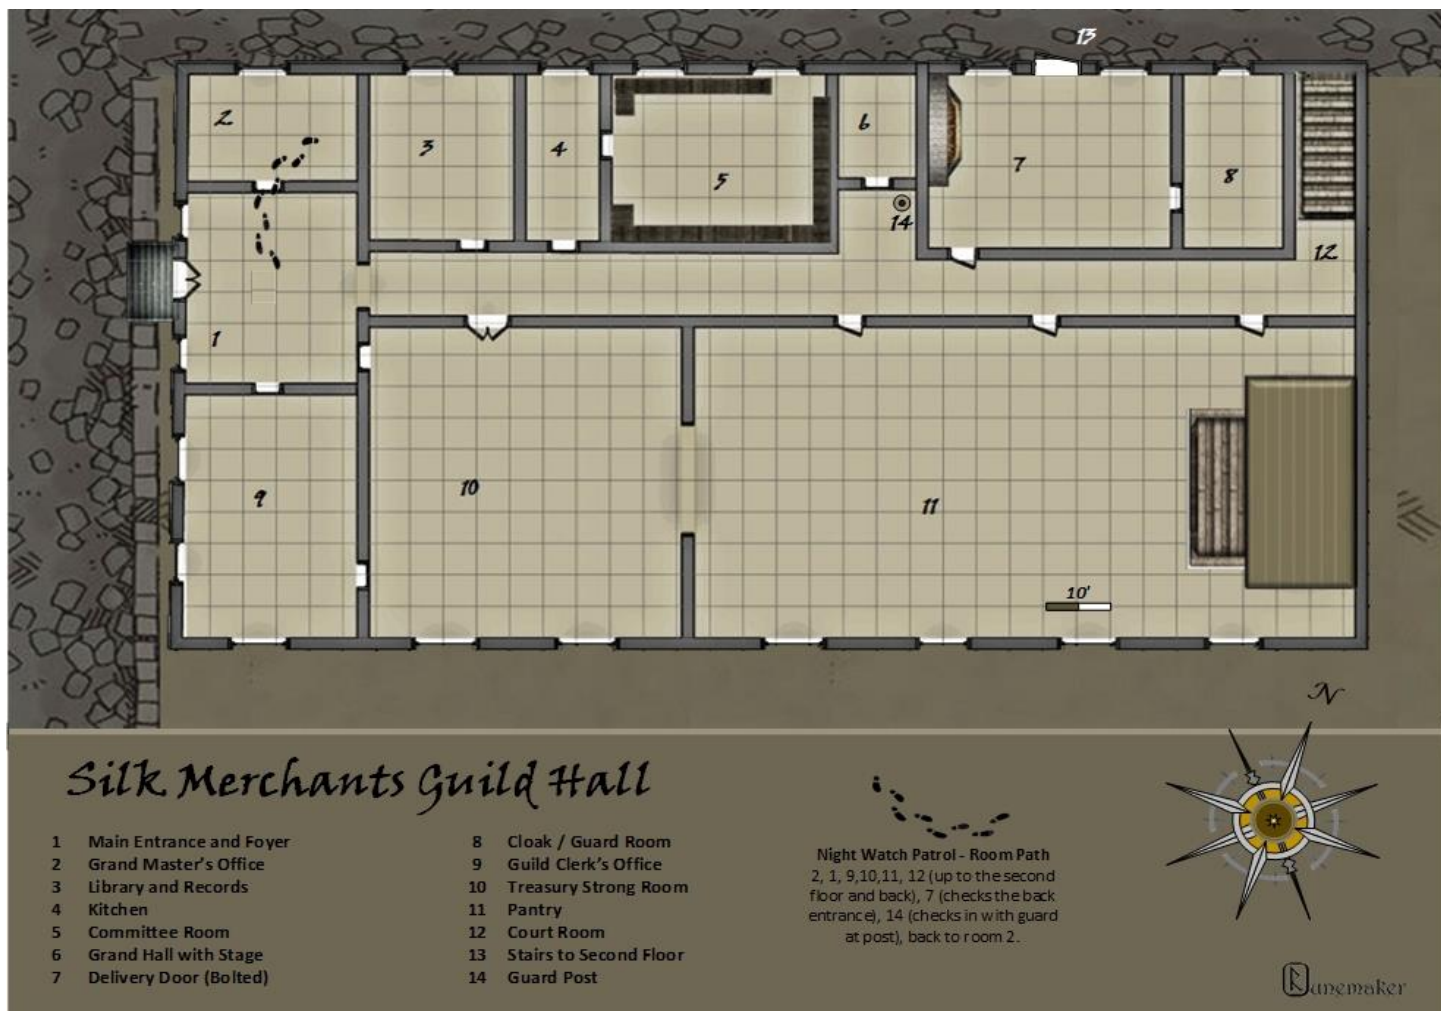 13
2
3
4
5
6
7
8
14
12
1
9
10
11
10'
N
Silk Merchants Guild Hall
1 Main Entrance and Foyer
2 Grand Master's Office
3 Library and Records
4 Kitchen
5 Committee Room
6 Grand Hall with Stage
7 Delivery Door (Bolted)
8 Cloak / Guard Room
9 Guild Clerk's Office
10 Treasury Strong Room
11 Pantry
12 Court Room
13 Stairs to Second Floor
14 Guard Post
Night Watch Patrol - Room Path
2, 1, 9,10,11, 12 (up to the second
floor and back), 7 (checks the back
entrance), 14 (checks in with guard
at post), back to room 2.
Runemaker